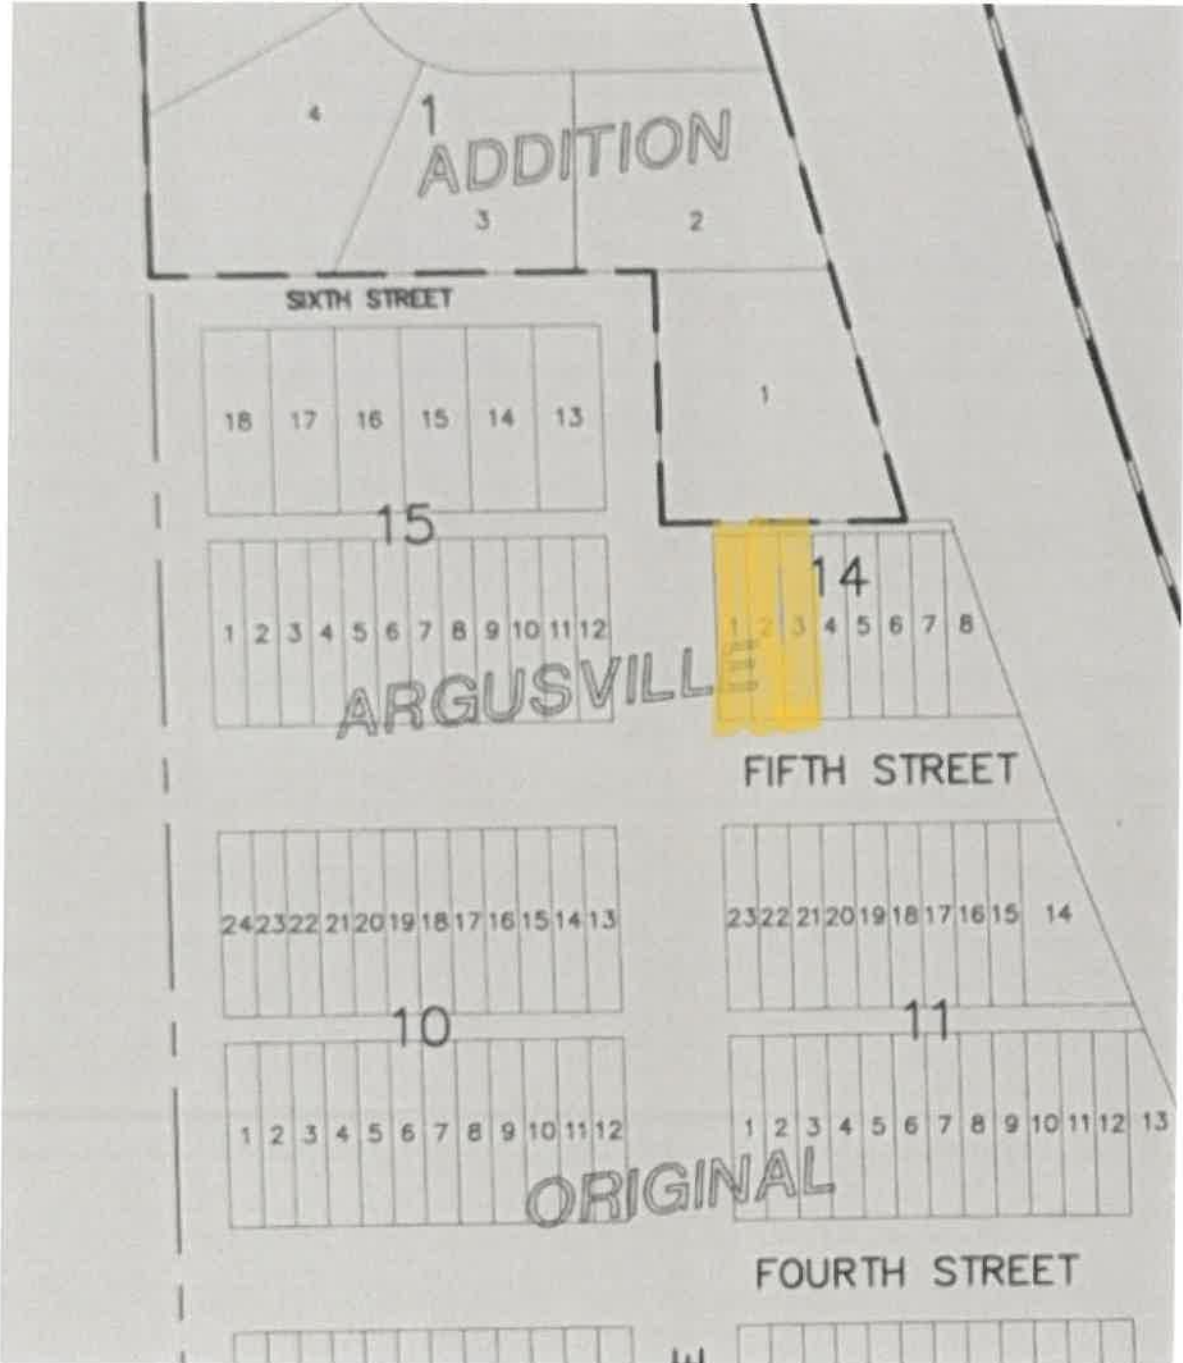 4
1
ADDITION
3
2
SIXTH STREET
1
18 17 16 15 14 13
15
14
1 2 3 4 5 6 7 8 9 10 11 12
1 2 3 4 5 6 7 8
ARGUSVILLE
FIFTH STREET
24 23 22 21 20 19 18 17 16 15 14 13
23 22 21 20 19 18 17 16 15 14
10
11
1 2 3 4 5 6 7 8 9 10 11 12
1 2 3 4 5 6 7 8 9 10 11 12 13
ORIGINAL
FOURTH STREET